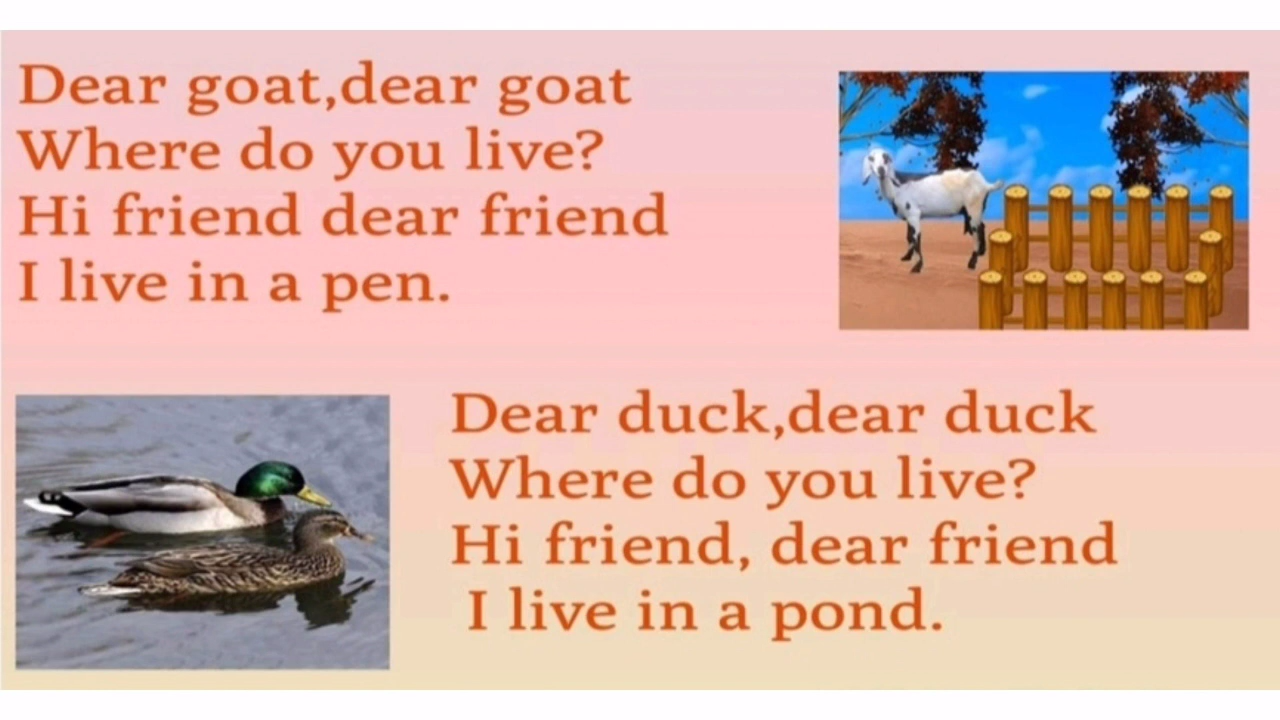 Dear goat,dear goat
Where do you live?
Hi friend dear friend
I live in a pen.
Dear duck,dear duck
Where do you live?
Hi friend, dear friend
I live in a pond.